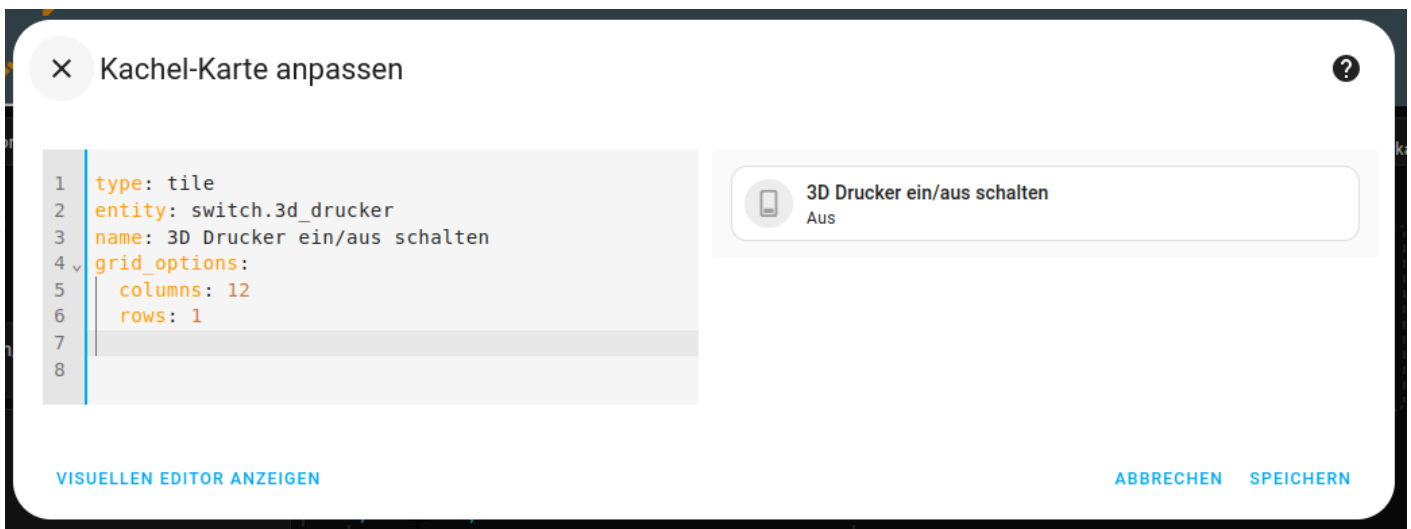 Kachel-Karte anpassen
1 type: tile
2 entity: switch.3d_drucker
3 name: 3D Drucker ein/aus schalten
4 grid_options:
5 columns: 12
6 rows: 1
7
8
3D Drucker ein/aus schalten
Aus
VISUELLEN EDITOR ANZEIGEN
ABBRECHEN SPEICHERN